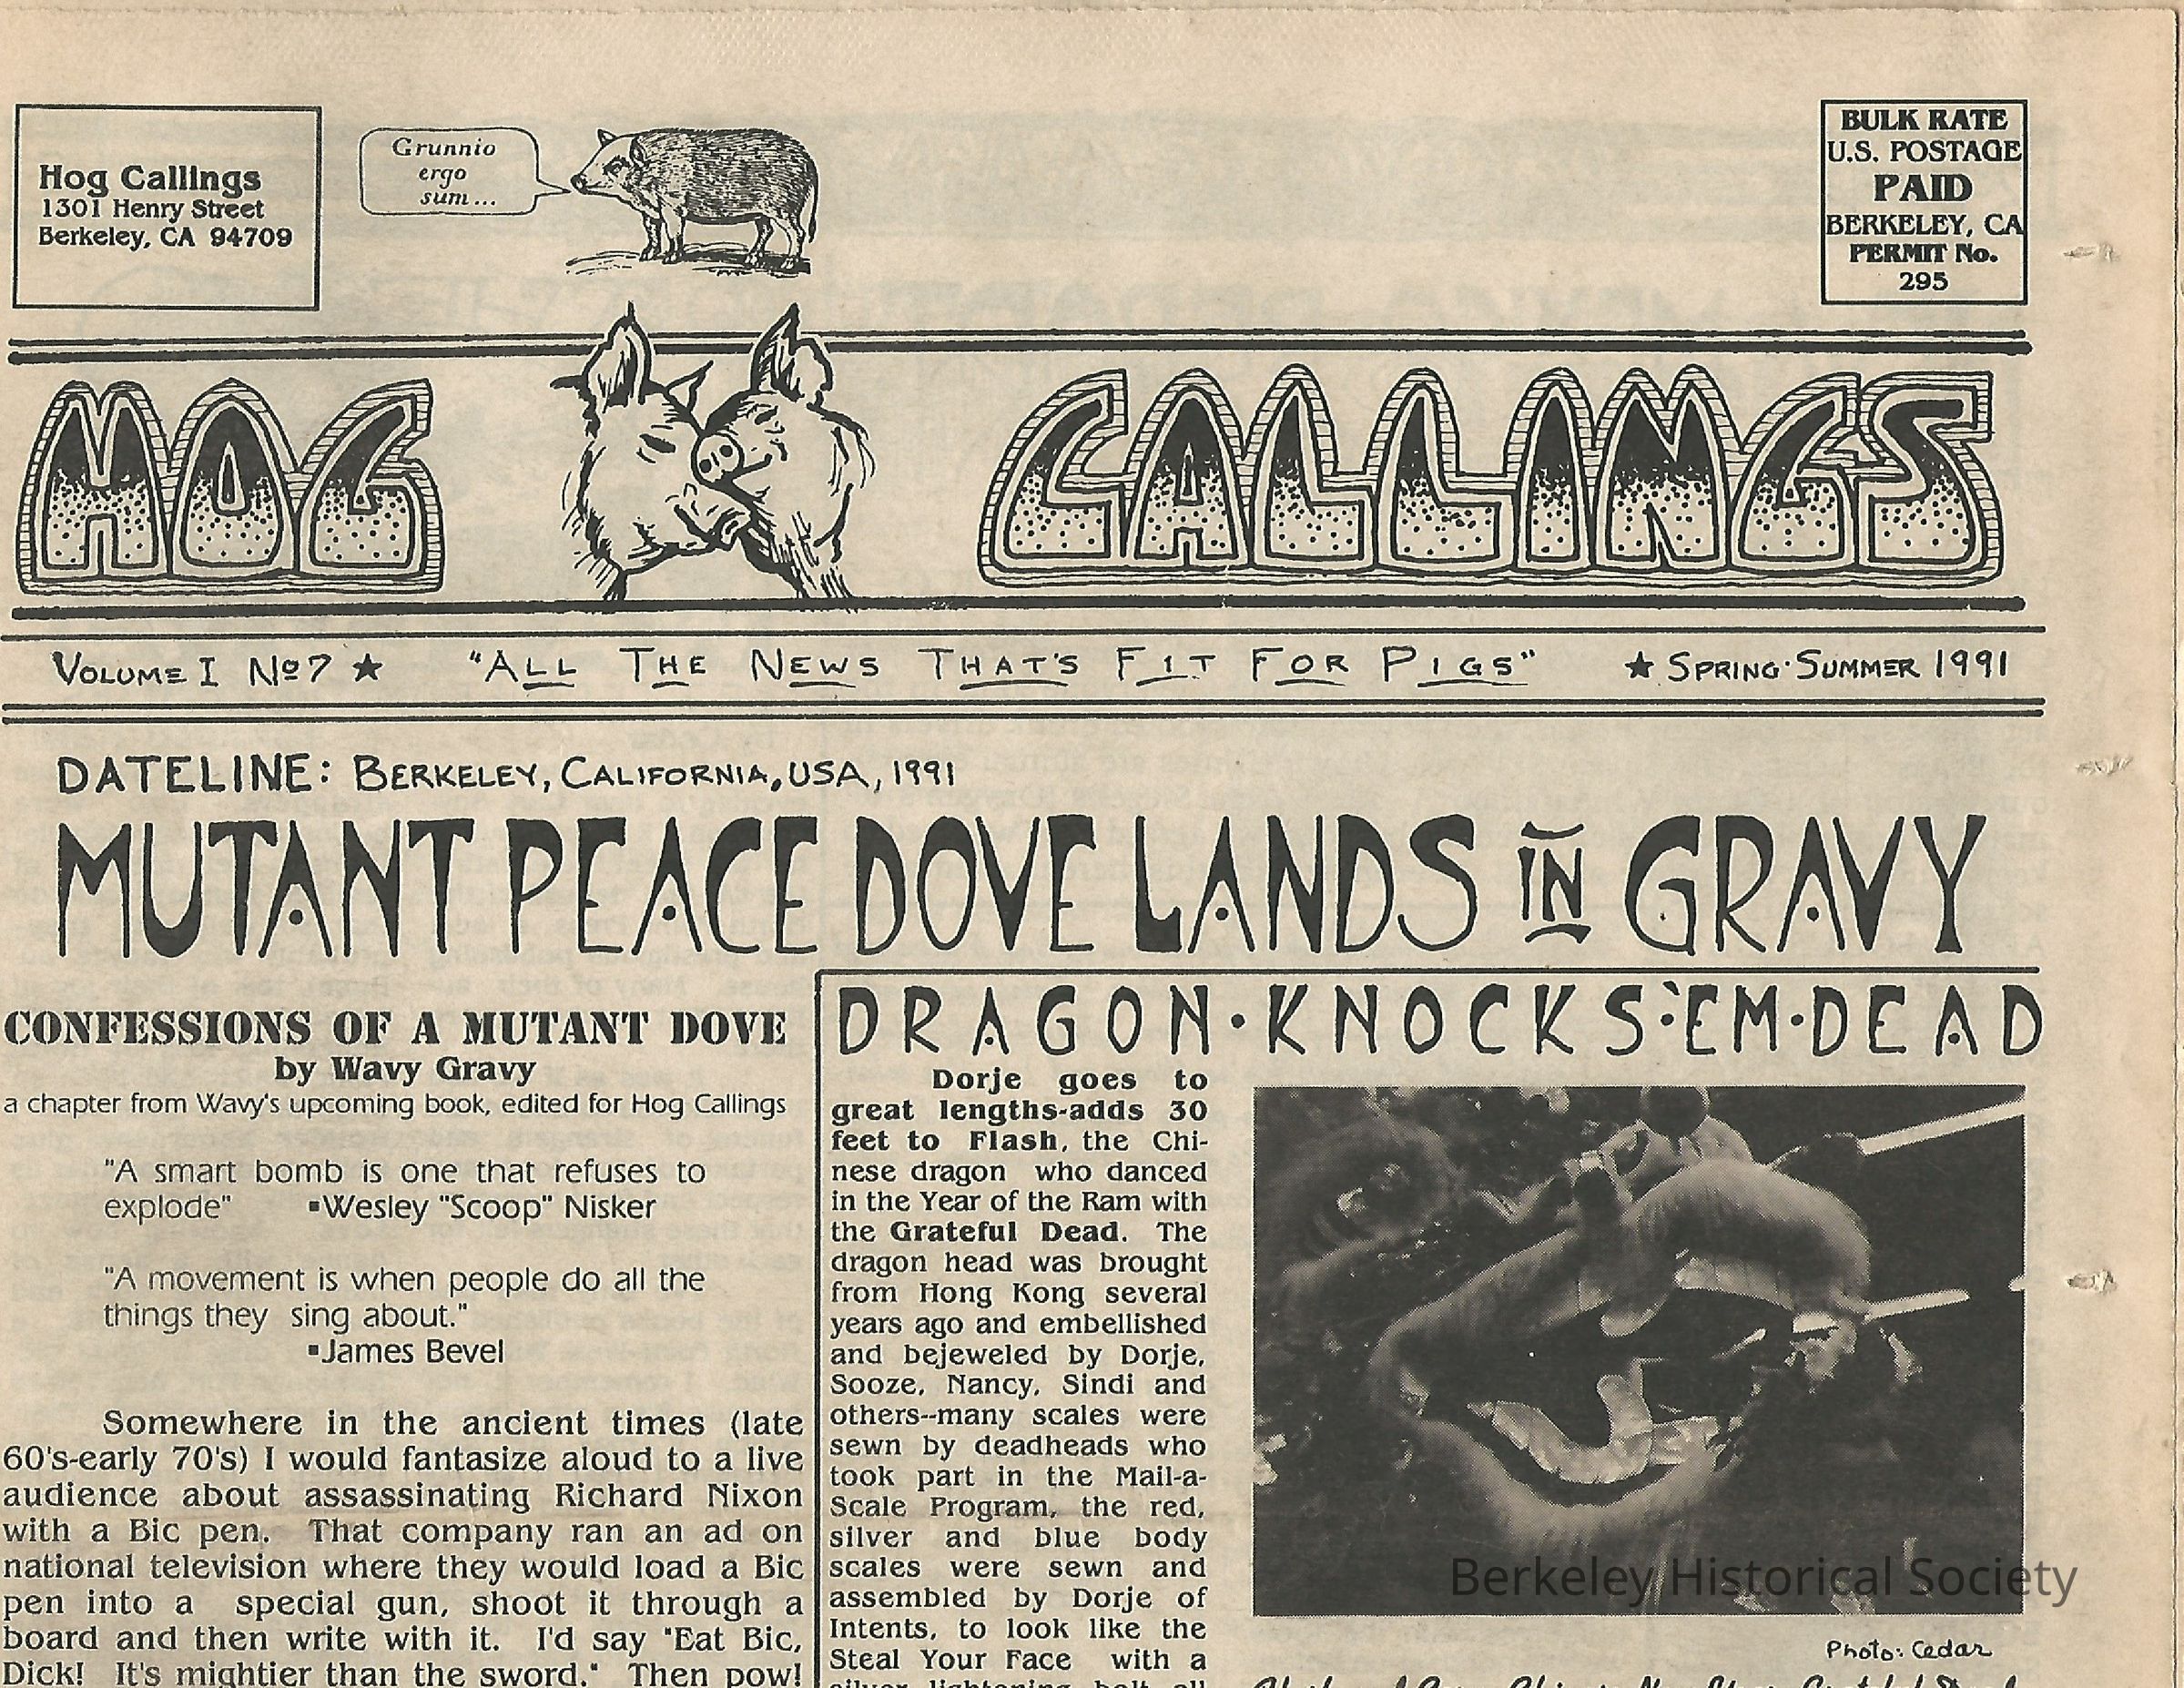 Hog Callings
1301 Henry Street
Berkeley, CA 94709
Grunnio
ergo
sum...
BULK RATE
U.S. POSTAGE
PAID
BERKELEY, CA
PERMIT No.
295
HOG CALLINGS
VOLUME I No 7 ★ "ALL THE NEWS THAT'S FIT FOR PIGS" ★ SPRING·SUMMER 1991
DATELINE: BERKELEY, CALIFORNIA, USA, 1991
MUTANT PEACE DOVE LANDS IN GRAVY
CONFESSIONS OF A MUTANT DOVE
by Wavy Gravy
a chapter from Wavy's upcoming book, edited for Hog Callings
"A smart bomb is one that refuses to
explode" ▪Wesley "Scoop" Nisker
"A movement is when people do all the
things they sing about."
▪James Bevel
Somewhere in the ancient times (late
60's-early 70's) I would fantasize aloud to a live
audience about assassinating Richard Nixon
with a Bic pen. That company ran an ad on
national television where they would load a Bic
pen into a special gun, shoot it through a
board and then write with it. I'd say "Eat Bic,
Dick! It's mightier than the sword." Then pow!
DRAGON·KNOCKS·'EM·DEAD
Dorje goes to
great lengths-adds 30
feet to Flash, the Chi-
nese dragon who danced
in the Year of the Ram with
the Grateful Dead. The
dragon head was brought
from Hong Kong several
years ago and embellished
and bejeweled by Dorje,
Sooze, Nancy, Sindi and
others--many scales were
sewn by deadheads who
took part in the Mail-a-
Scale Program, the red,
silver and blue body
scales were sewn and
assembled by Dorje of
Intents, to look like the
Steal Your Face with a
silver lightening bolt all
Berkeley Historical Society
Photo: Cedar